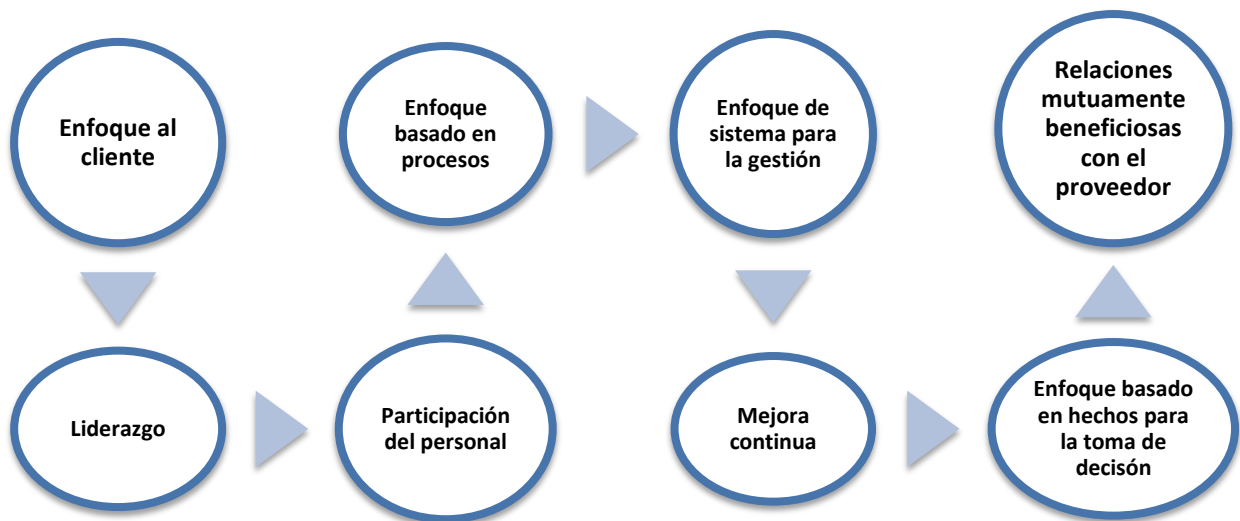 Enfoque al
cliente
Liderazgo
Participación
del personal
Enfoque
basado en
procesos
Enfoque de
sistema para
la gestión
Mejora
continua
Enfoque basado
en hechos para
la toma de
decisón
Relaciones
mutuamente
beneficiosas
con el
proveedor